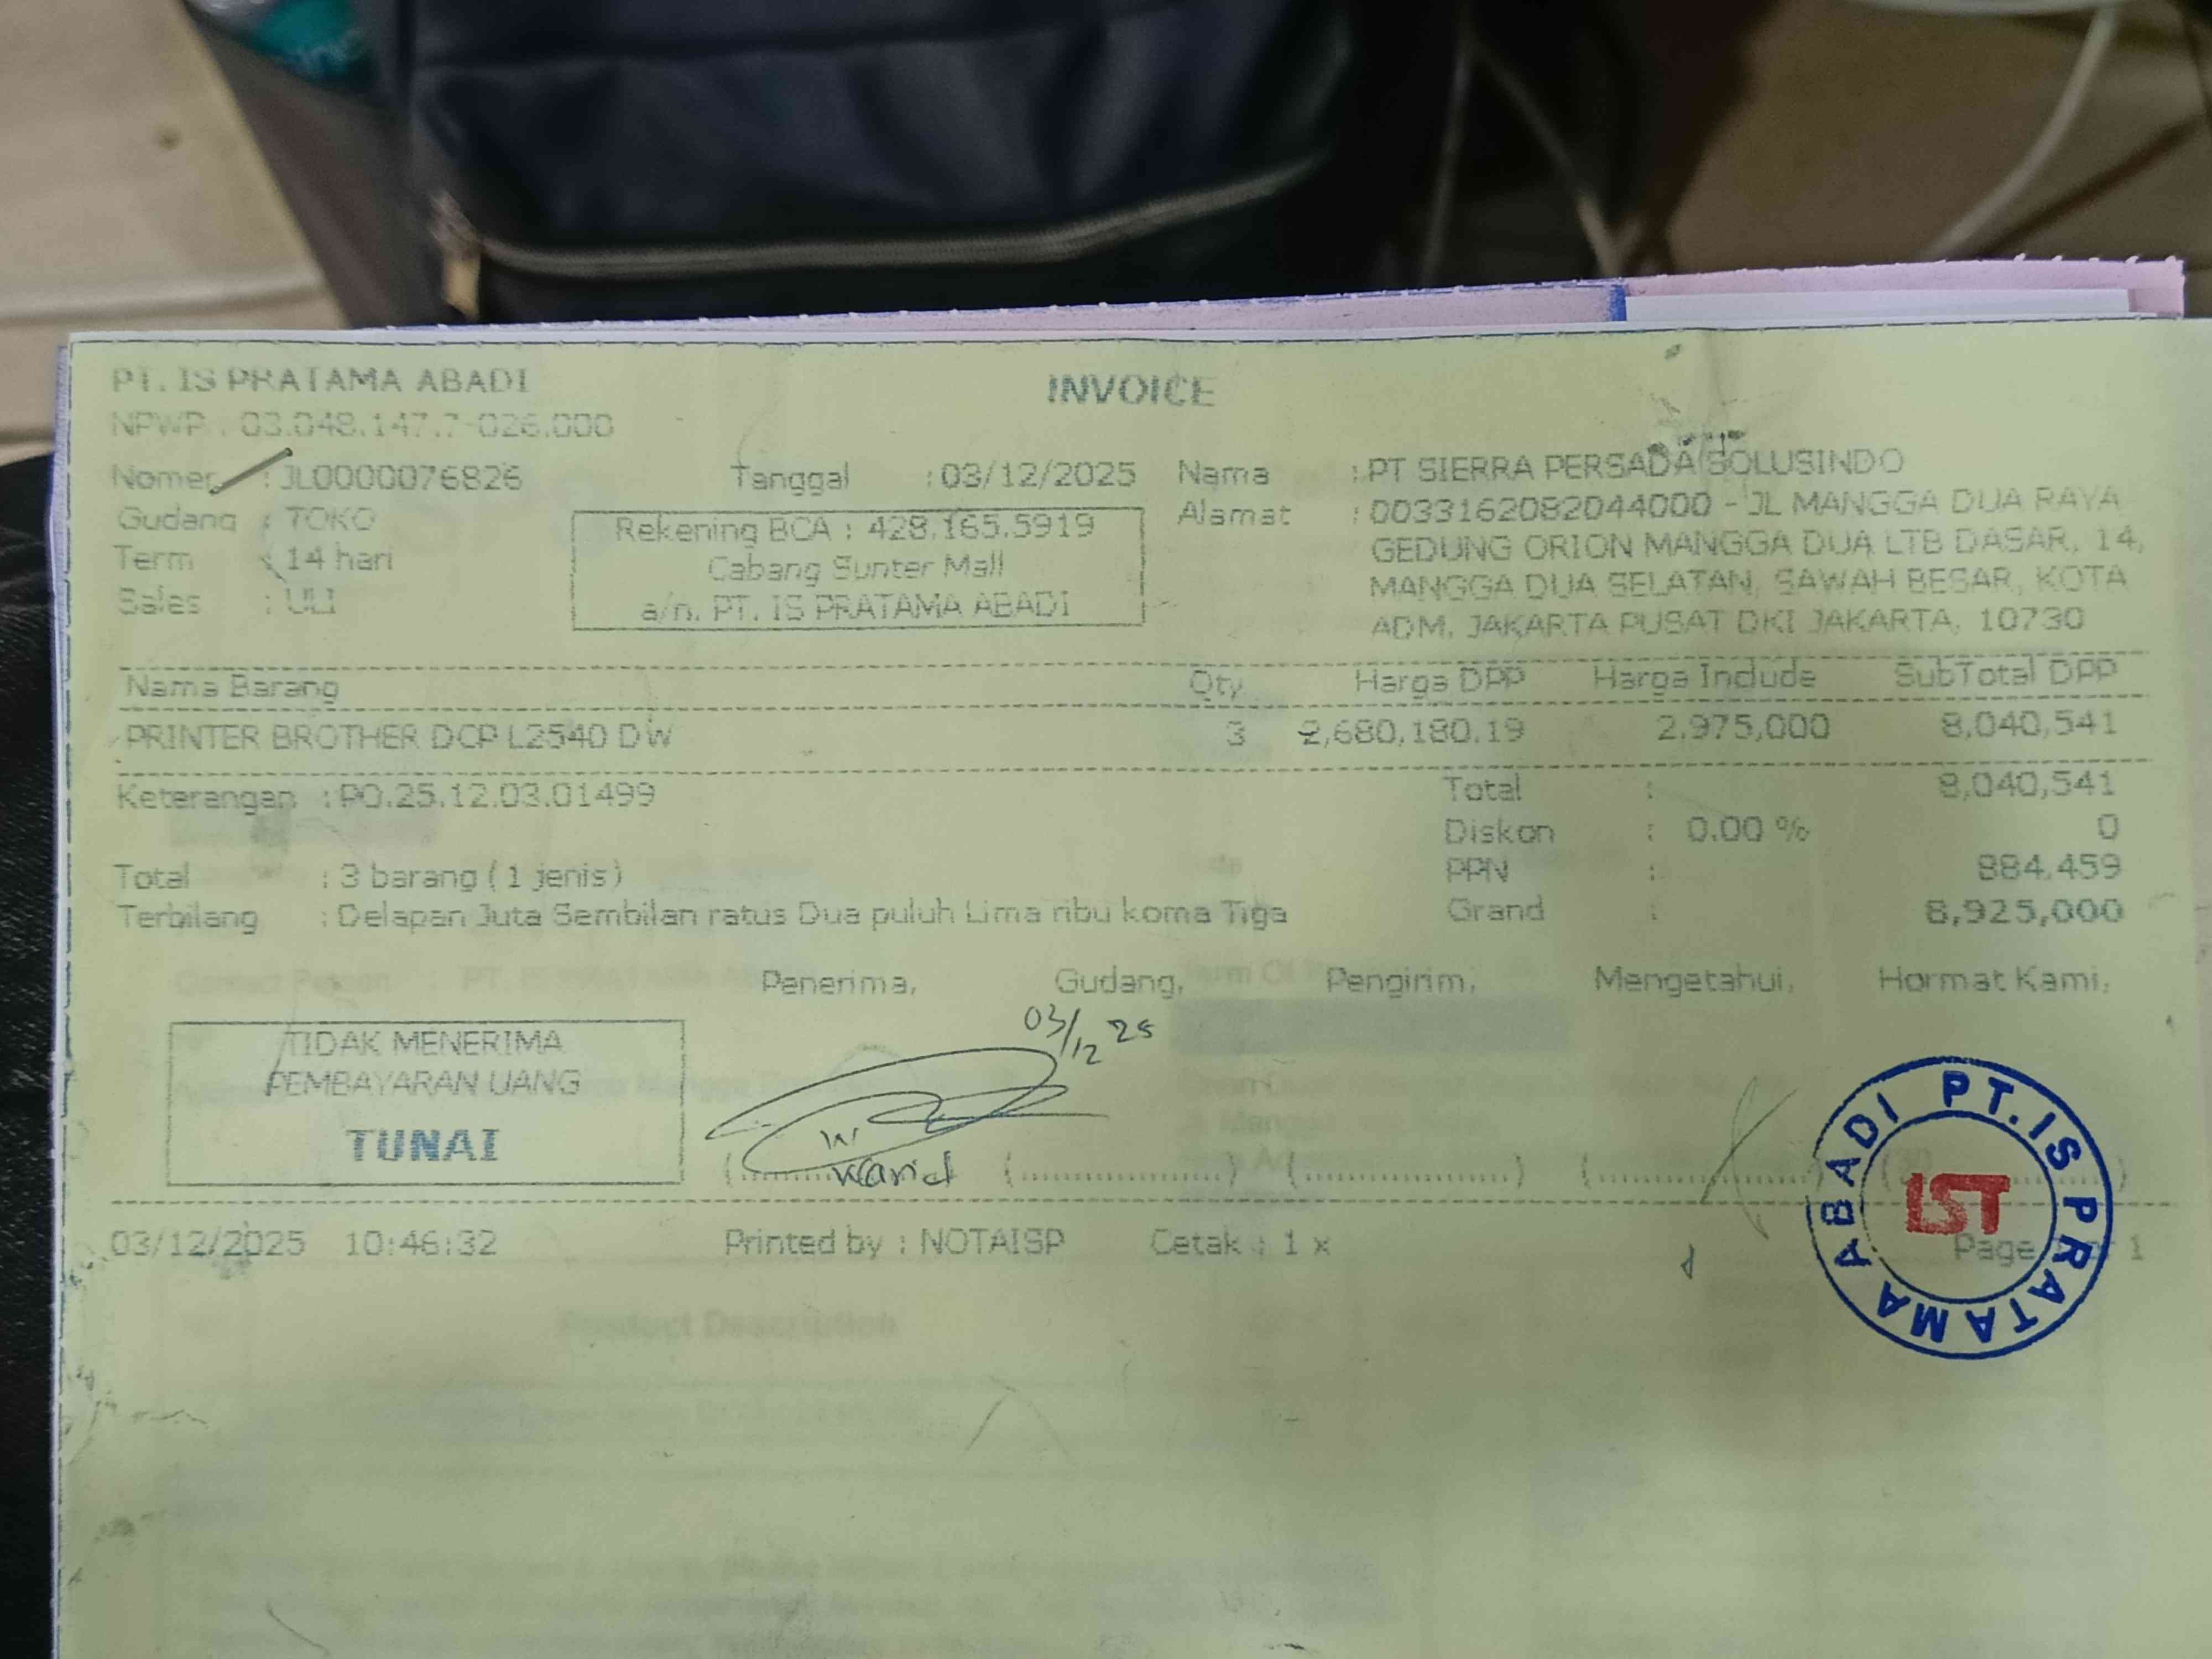 PT. IS PRATAMA ABADI
INVOICE
NPWP : 03.048.147.7-026.000
Nomer : JL0000076826
Tanggal : 03/12/2025
Gudang : TOKO
Term : 14 hari
Sales : ULI
Rekening BCA : 428.165.5919
Cabang Sunter Mall
a/n. PT. IS PRATAMA ABADI
Nama : PT SIERRA PERSADA SOLUSINDO
Alamat : 0033162082044000 - JL MANGGA DUA RAYA
GEDUNG ORION MANGGA DUA LTB DASAR, 14,
MANGGA DUA SELATAN, SAWAH BESAR, KOTA
ADM. JAKARTA PUSAT DKI JAKARTA, 10730
Nama Barang Qty Harga DPP Harga Include SubTotal DPP
PRINTER BROTHER DCP L2540 DW 3 2,680,180.19 2,975,000 8,040,541
Keterangan : PO.25.12.03.01499
Total : 8,040,541
Diskon : 0.00 % 0
Total : 3 barang ( 1 jenis )
PPN : 884,459
Terbilang : Delapan Juta Sembilan ratus Dua puluh Lima ribu koma Tiga
Grand : 8,925,000
Penerima, Gudang, Pengirim, Mengetahui, Hormat Kami,
03/12 25
TIDAK MENERIMA
PEMBAYARAN UANG
TUNAI
Warid
PT. IS PRATAMA ABADI
IST
03/12/2025 10:46:32 Printed by : NOTAISP Cetak : 1 x Page 1
Product Description